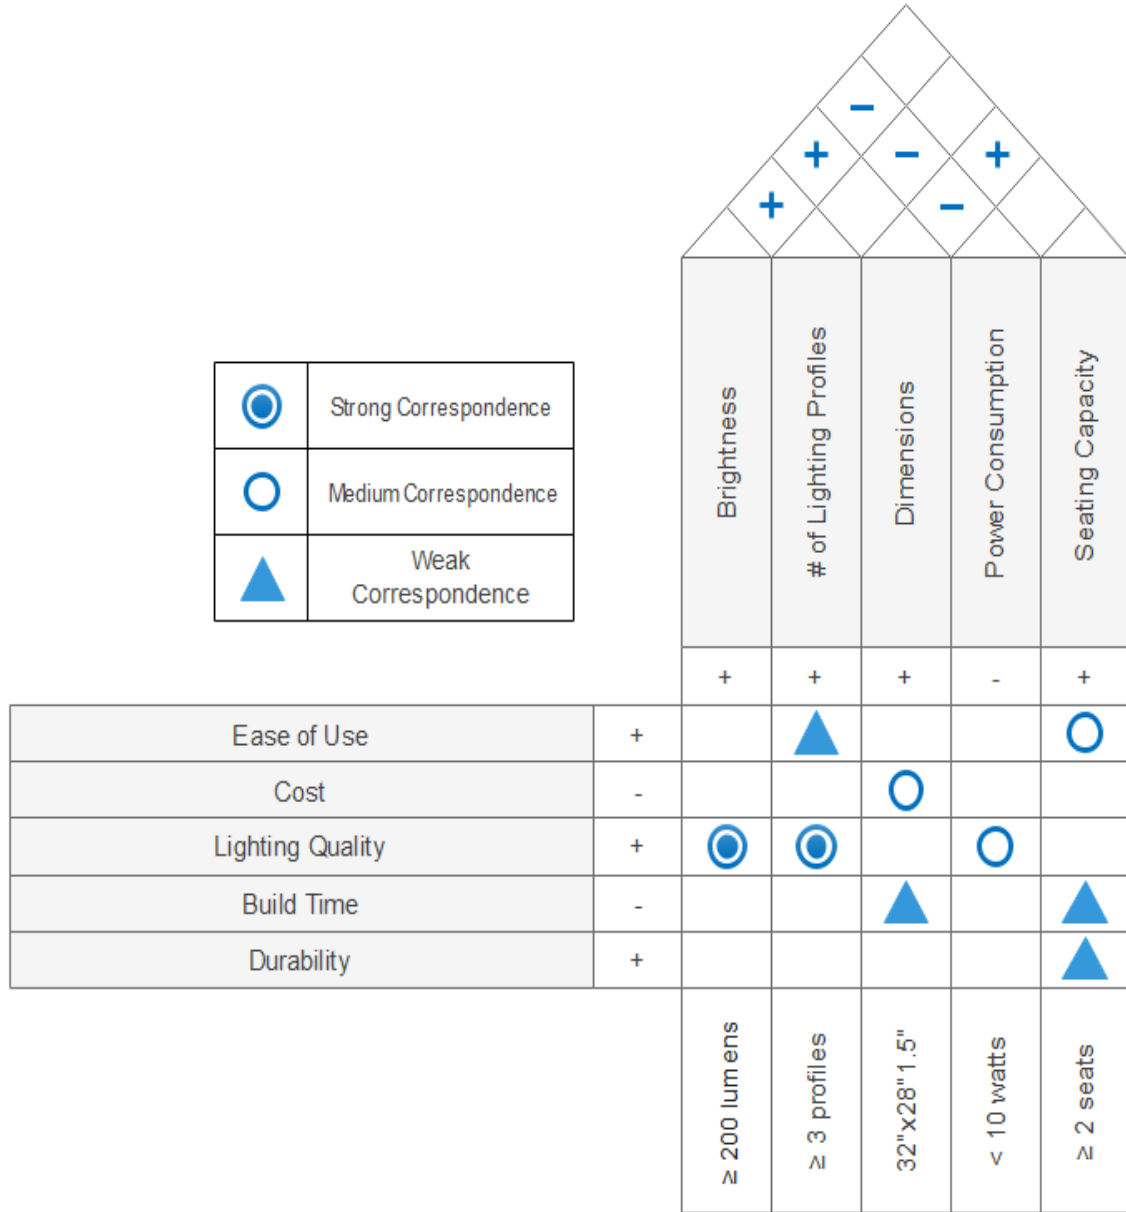 −
+ − +
+ −
Brightness
# of Lighting Profiles
Dimensions
Power Consumption
Seating Capacity
Strong Correspondence
Medium Correspondence
Weak
Correspondence
+ + + - +
Ease of Use +
Cost -
Lighting Quality +
Build Time -
Durability +
≥ 200 lumens
≥ 3 profiles
32"x28"1.5"
< 10 watts
≥ 2 seats